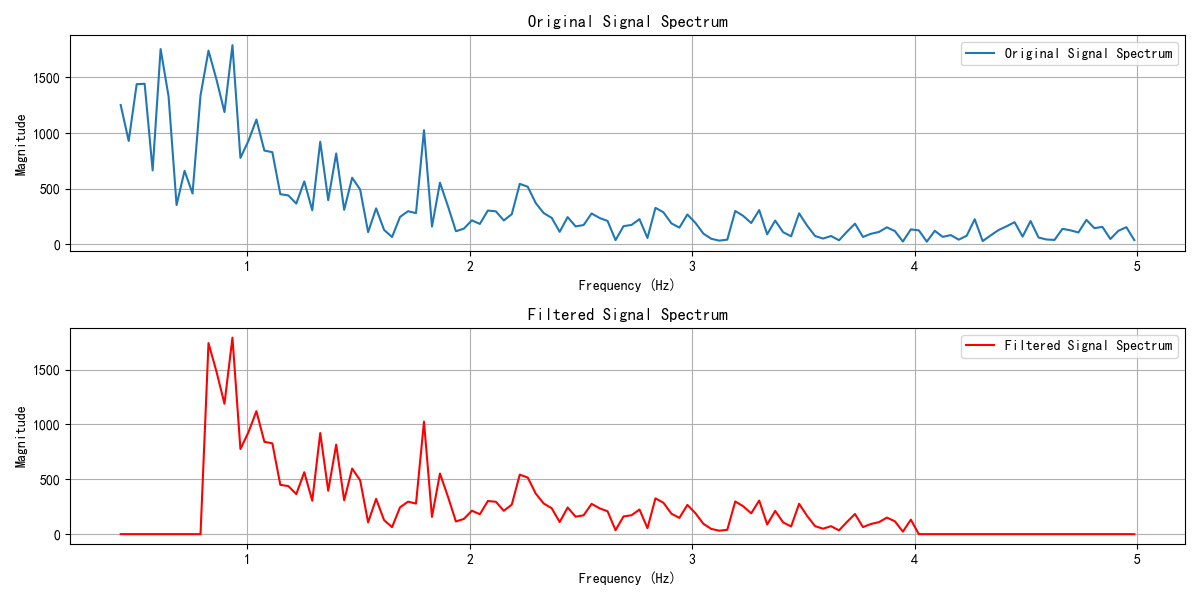 Original Signal Spectrum
Original Signal Spectrum
Magnitude
1500
1000
500
0
1 2 3 4 5
Frequency (Hz)
Filtered Signal Spectrum
Filtered Signal Spectrum
Magnitude
1500
1000
500
0
1 2 3 4 5
Frequency (Hz)